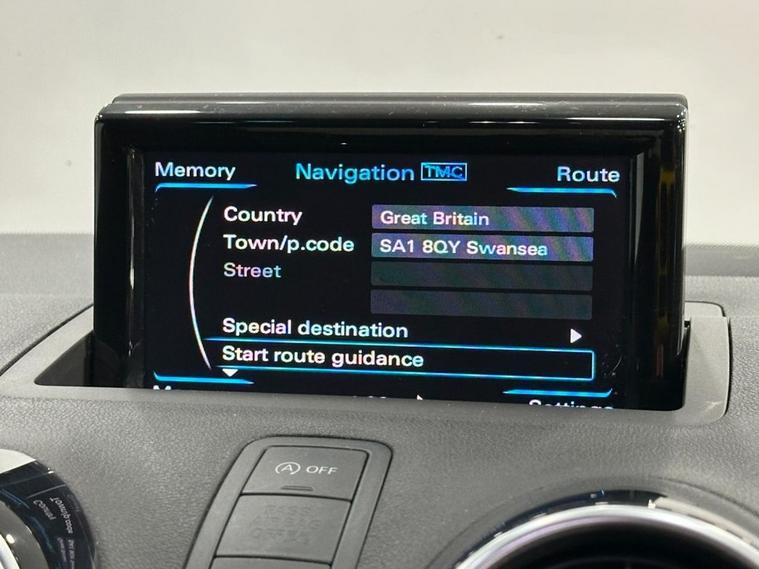 Memory Navigation TMC Route
Country Great Britain
Town/p.code SA1 8QY Swansea
Street
Special destination
Start route guidance
Settings
A OFF